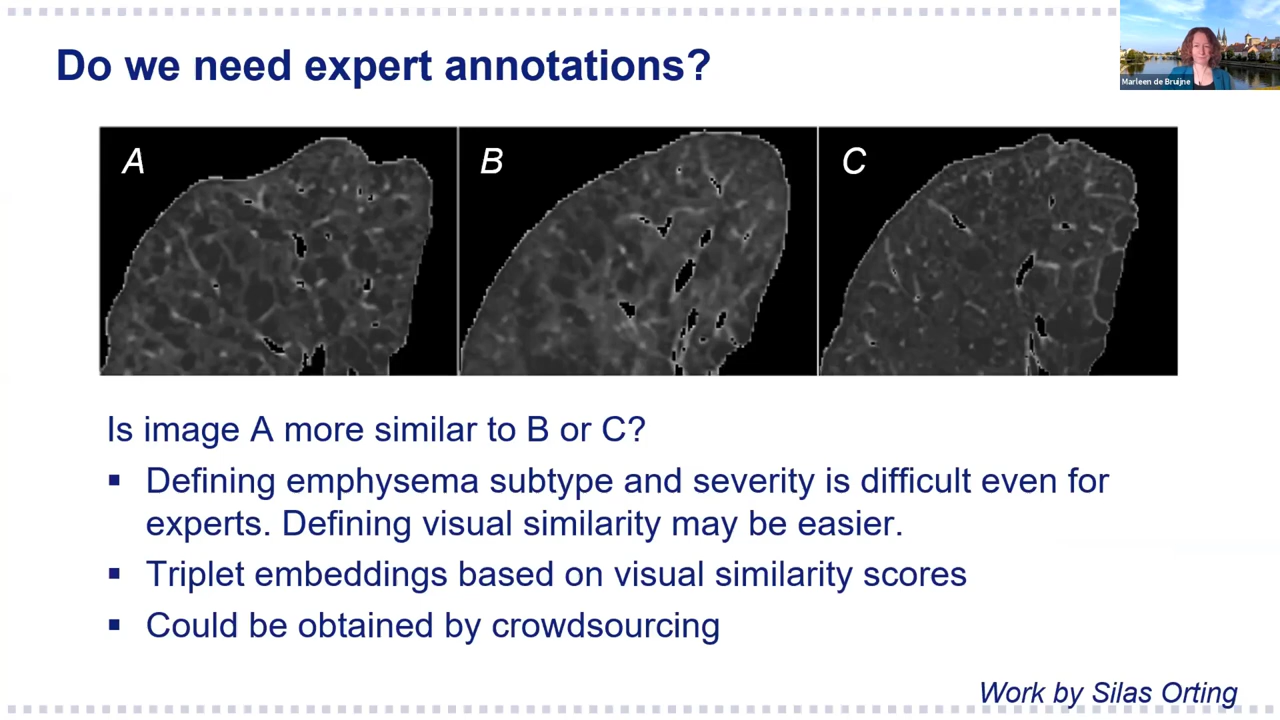 Do we need expert annotations?
Marleen de Bruijne
A
B
C
Is image A more similar to B or C?
▪ Defining emphysema subtype and severity is difficult even for
experts. Defining visual similarity may be easier.
▪ Triplet embeddings based on visual similarity scores
▪ Could be obtained by crowdsourcing
Work by Silas Orting